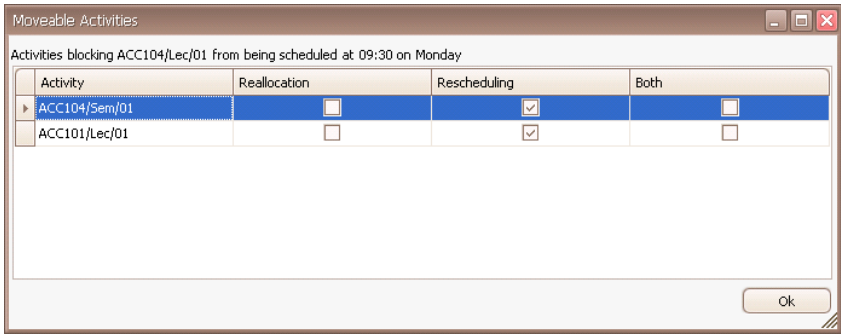 Moveable Activities
Activities blocking ACC104/Lec/01 from being scheduled at 09:30 on Monday
Activity Reallocation Rescheduling Both
ACC104/Sem/01
ACC101/Lec/01
Ok